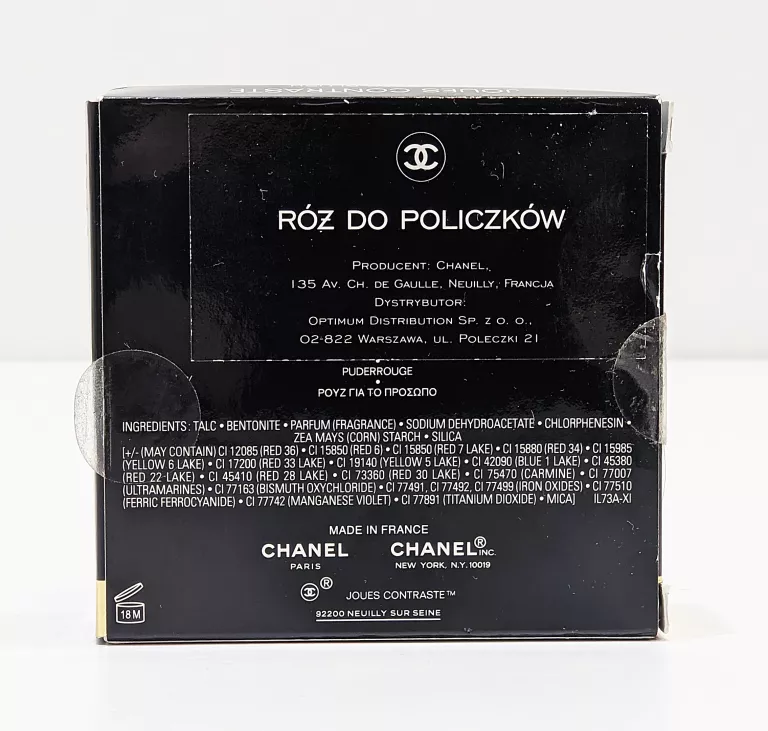 JOUES CONTRASTE
RÓŻ DO POLICZKÓW
PRODUCENT: CHANEL,
135 AV. CH. DE GAULLE, NEUILLY, FRANCJA
DYSTRYBUTOR:
OPTIMUM DISTRIBUTION SP. Z O. O.,
02-822 WARSZAWA, UL. POLECZKI 21
PUDERROUGE
•
ΡΟΥΖ ΓΙΑ ΤΟ ΠΡΟΣΩΠΟ
INGREDIENTS: TALC • BENTONITE • PARFUM (FRAGRANCE) • SODIUM DEHYDROACETATE • CHLORPHENESIN •
ZEA MAYS (CORN) STARCH • SILICA
[+/- (MAY CONTAIN) CI 12085 (RED 36) • CI 15850 (RED 6) • CI 15850 (RED 7 LAKE) • CI 15880 (RED 34) • CI 15985
(YELLOW 6 LAKE) • CI 17200 (RED 33 LAKE) • CI 19140 (YELLOW 5 LAKE) • CI 42090 (BLUE 1 LAKE) • CI 45380
(RED 22 LAKE) • CI 45410 (RED 28 LAKE) • CI 73360 (RED 30 LAKE) • CI 75470 (CARMINE) • CI 77007
(ULTRAMARINES) • CI 77163 (BISMUTH OXYCHLORIDE) • CI 77491, CI 77492, CI 77499 (IRON OXIDES) • CI 77510
(FERRIC FERROCYANIDE) • CI 77742 (MANGANESE VIOLET) • CI 77891 (TITANIUM DIOXIDE) • MICA] IL73A-XI
MADE IN FRANCE
CHANEL CHANEL® INC.
PARIS NEW YORK, N.Y. 10019
® JOUES CONTRASTE™
92200 NEUILLY SUR SEINE
18 M